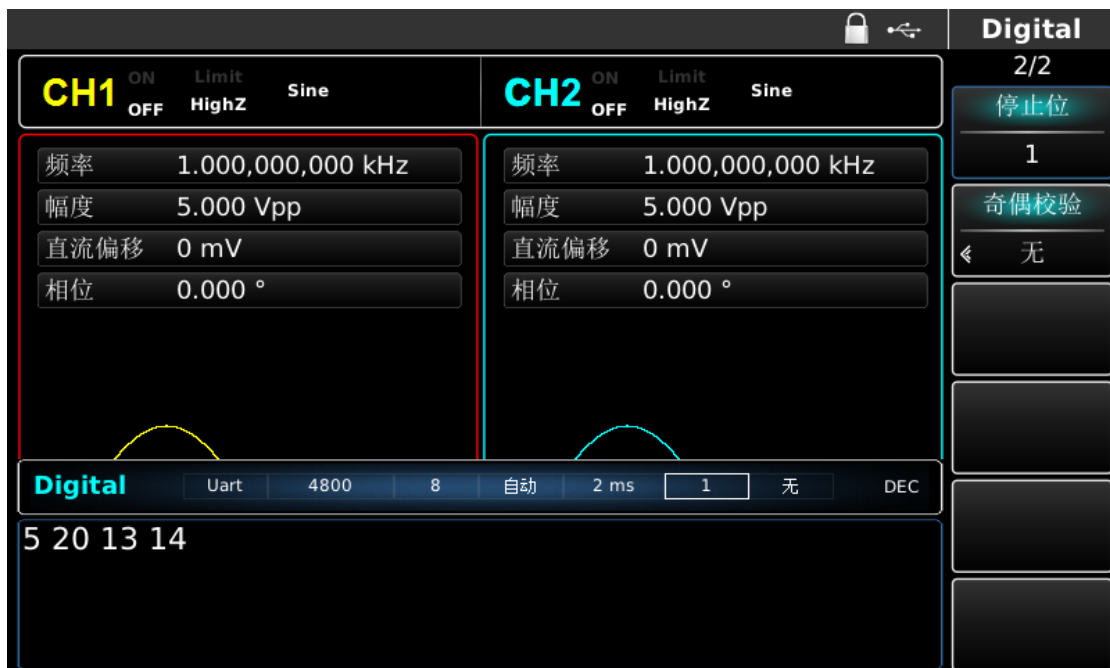 Digital
2/2
CH1 ON OFF Limit HighZ Sine
CH2 ON OFF Limit HighZ Sine
停止位
1
频率 1.000,000,000 kHz
幅度 5.000 Vpp
直流偏移 0 mV
相位 0.000 °
频率 1.000,000,000 kHz
幅度 5.000 Vpp
直流偏移 0 mV
相位 0.000 °
奇偶校验
无
Digital Uart 4800 8 自动 2 ms 1 无 DEC
5 20 13 14